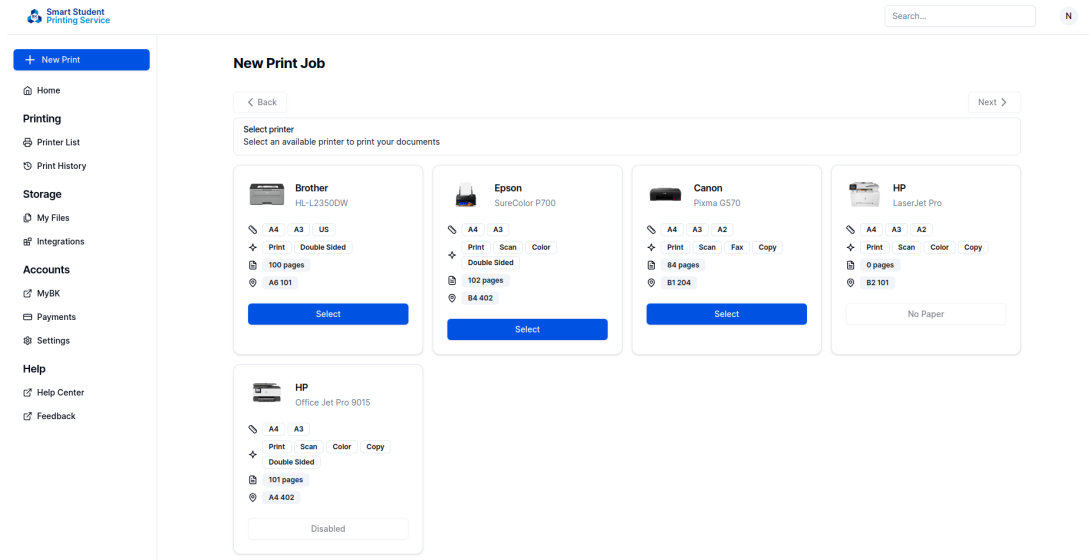 Smart Student
Printing Service
Search...
N
New Print
Home
Printing
Printer List
Print History
Storage
My Files
Integrations
Accounts
MyBK
Payments
Settings
Help
Help Center
Feedback
New Print Job
Back
Next
Select printer
Select an available printer to print your documents
Brother
HL-L2350DW
A4 A3 US
Print Double Sided
100 pages
A6 101
Select
Epson
SureColor P700
A4 A3
Print Scan Color
Double Sided
102 pages
B4 402
Select
Canon
Pixma G570
A4 A3 A2
Print Scan Fax Copy
84 pages
B1 204
Select
HP
LaserJet Pro
A4 A3 A2
Print Scan Color Copy
0 pages
B2 101
No Paper
HP
Office Jet Pro 9015
A4 A3
Print Scan Color Copy
Double Sided
101 pages
A4 402
Disabled